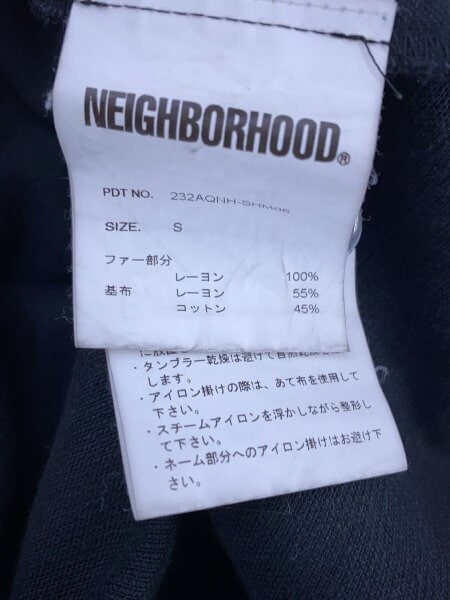 NEIGHBORHOOD®
PDT NO. 232AQNH-SHM06
SIZE. S
ファー部分
レーヨン 100%
基布 レーヨン 55%
コットン 45%
・タンブラー乾燥は避けて自然乾燥
します。
・アイロン掛けの際は、あて布を使用して
下さい。
・スチームアイロンを浮かしながら整形し
て下さい。
・ネーム部分へのアイロン掛けはお避け下
さい。